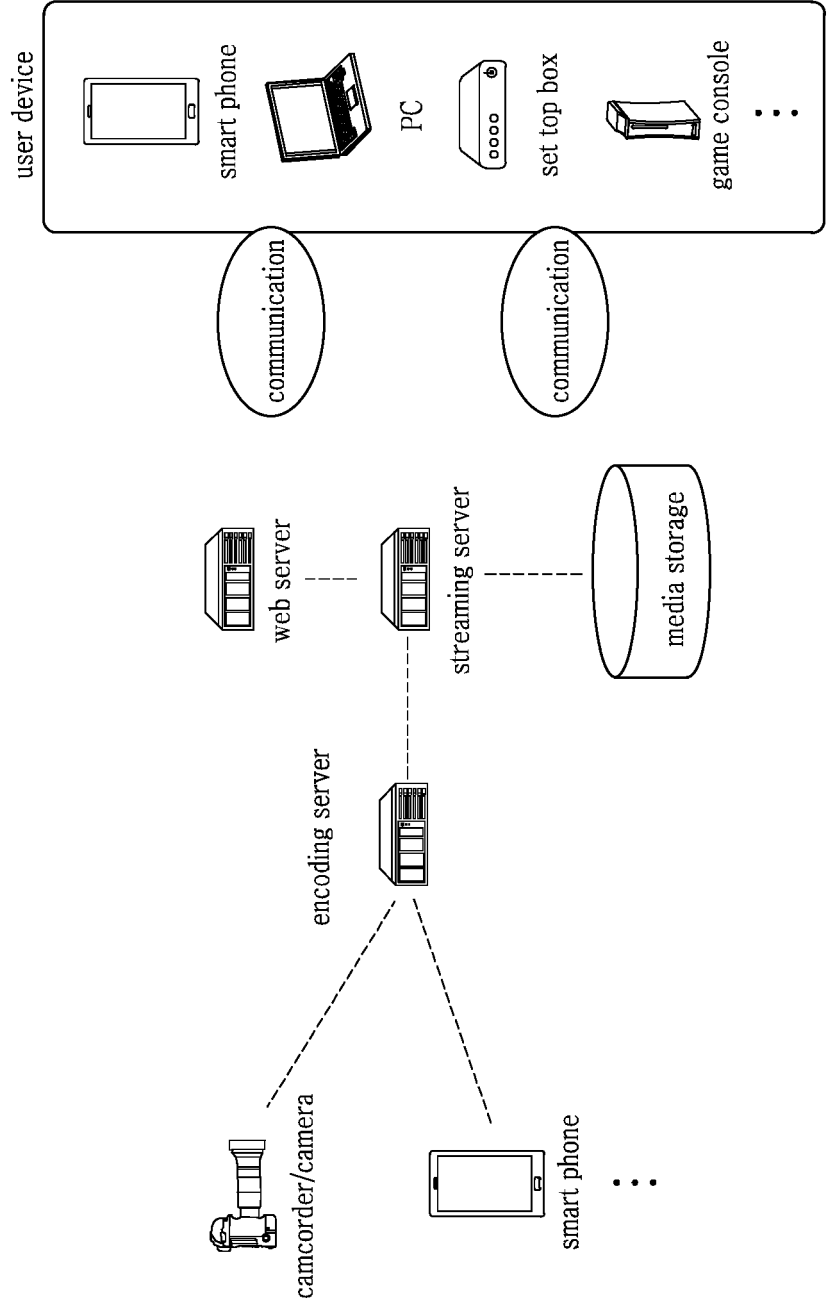 user device
smart phone
PC
set top box
game console
communication
communication
web server
streaming server
media storage
encoding server
camcorder/camera
smart phone